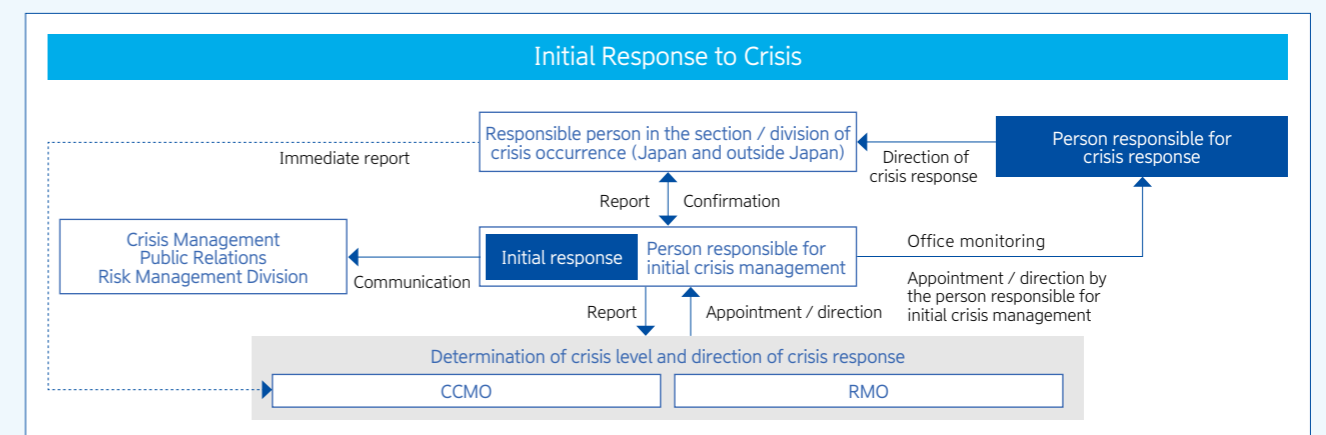 Initial Response to Crisis
Responsible person in the section / division of
crisis occurrence (Japan and outside Japan)
Person responsible for
crisis response
Immediate report
Direction of
crisis response
Report
Confirmation
Crisis Management
Public Relations
Risk Management Division
Communication
Initial response
Person responsible for
initial crisis management
Office monitoring
Appointment / direction by
the person responsible for
initial crisis management
Report
Appointment / direction
Determination of crisis level and direction of crisis response
CCMO
RMO